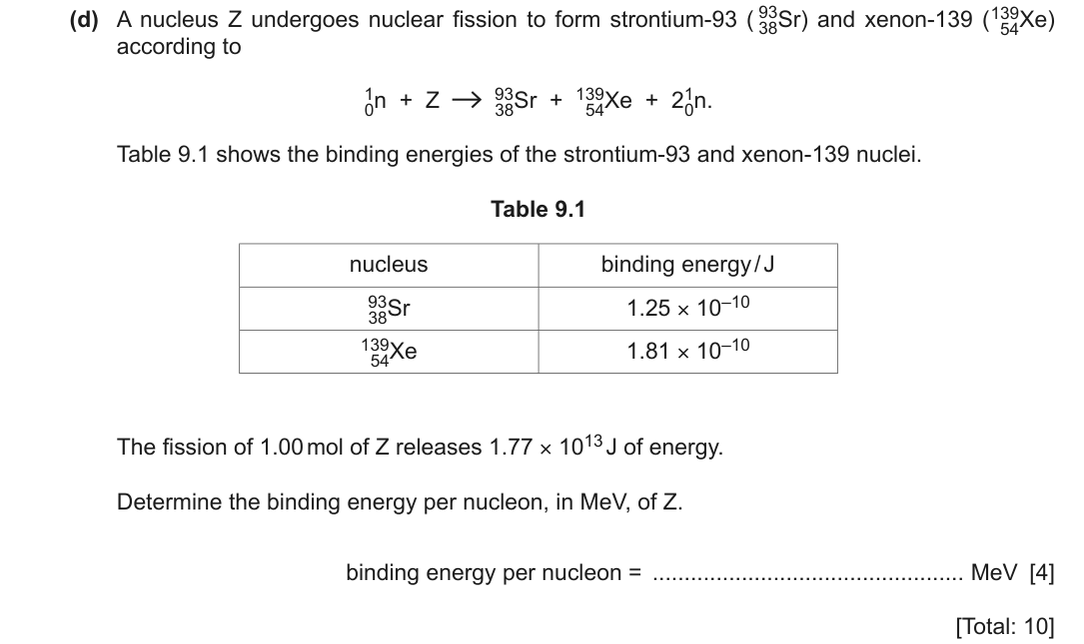 (d) A nucleus Z undergoes nuclear fission to form strontium-93 (⁹³₃₈Sr) and xenon-139 (¹³⁹₅₄Xe)
according to
¹₀n + Z ⟶ ⁹³₃₈Sr + ¹³⁹₅₄Xe + 2¹₀n.
Table 9.1 shows the binding energies of the strontium-93 and xenon-139 nuclei.
Table 9.1
nucleus binding energy/J
⁹³₃₈Sr 1.25 × 10⁻¹⁰
¹³⁹₅₄Xe 1.81 × 10⁻¹⁰
The fission of 1.00 mol of Z releases 1.77 × 10¹³ J of energy.
Determine the binding energy per nucleon, in MeV, of Z.
binding energy per nucleon = ................................................ MeV [4]
[Total: 10]